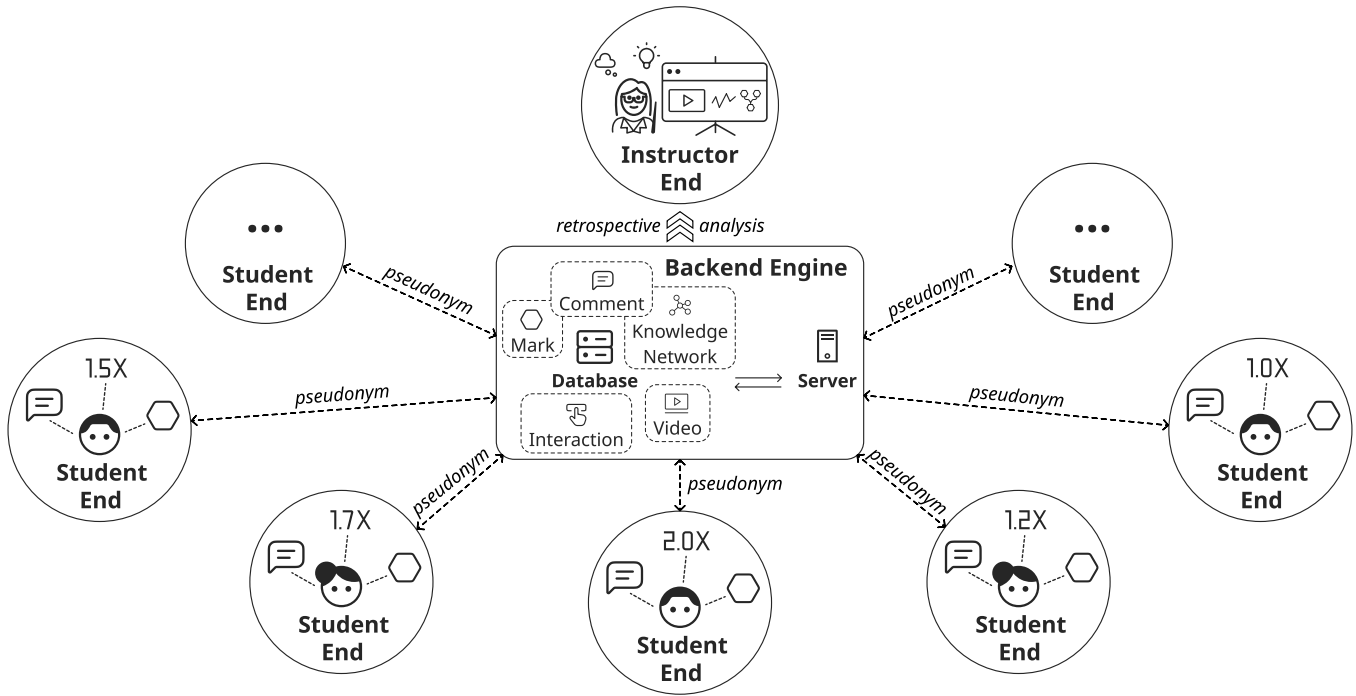 Instructor
End
retrospective analysis
•••
Student
End
•••
Student
End
pseudonym
pseudonym
Backend Engine
Comment
Mark
Knowledge
Network
Database
Server
Interaction
Video
1.5X
Student
End
pseudonym
pseudonym
1.0X
Student
End
pseudonym
1.7X
Student
End
pseudonym
2.0X
Student
End
pseudonym
1.2X
Student
End